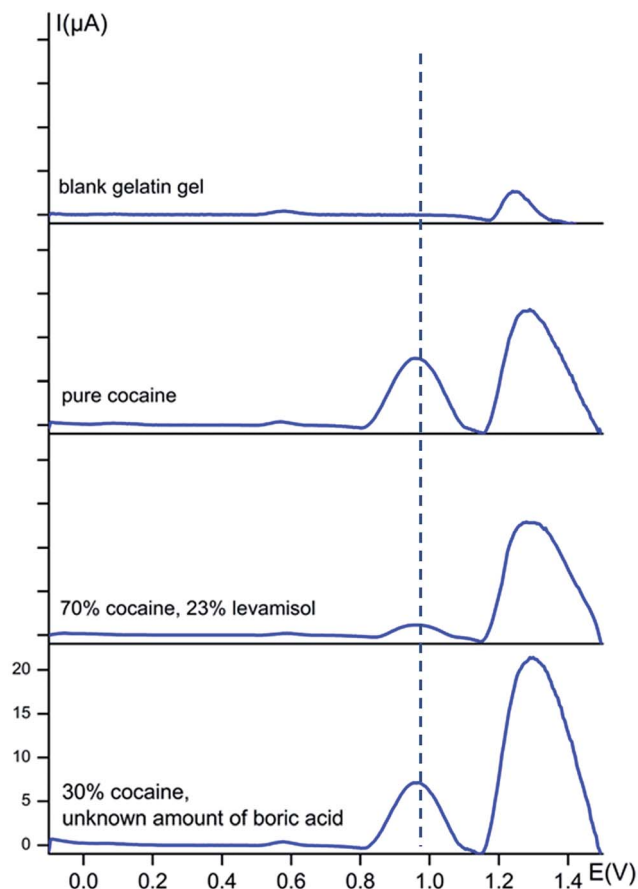 I(µA)
blank gelatin gel
pure cocaine
70% cocaine, 23% levamisol
20
15
10
5
0
30% cocaine,
unknown amount of boric acid
0.0 0.2 0.4 0.6 0.8 1.0 1.2 1.4 E(V)